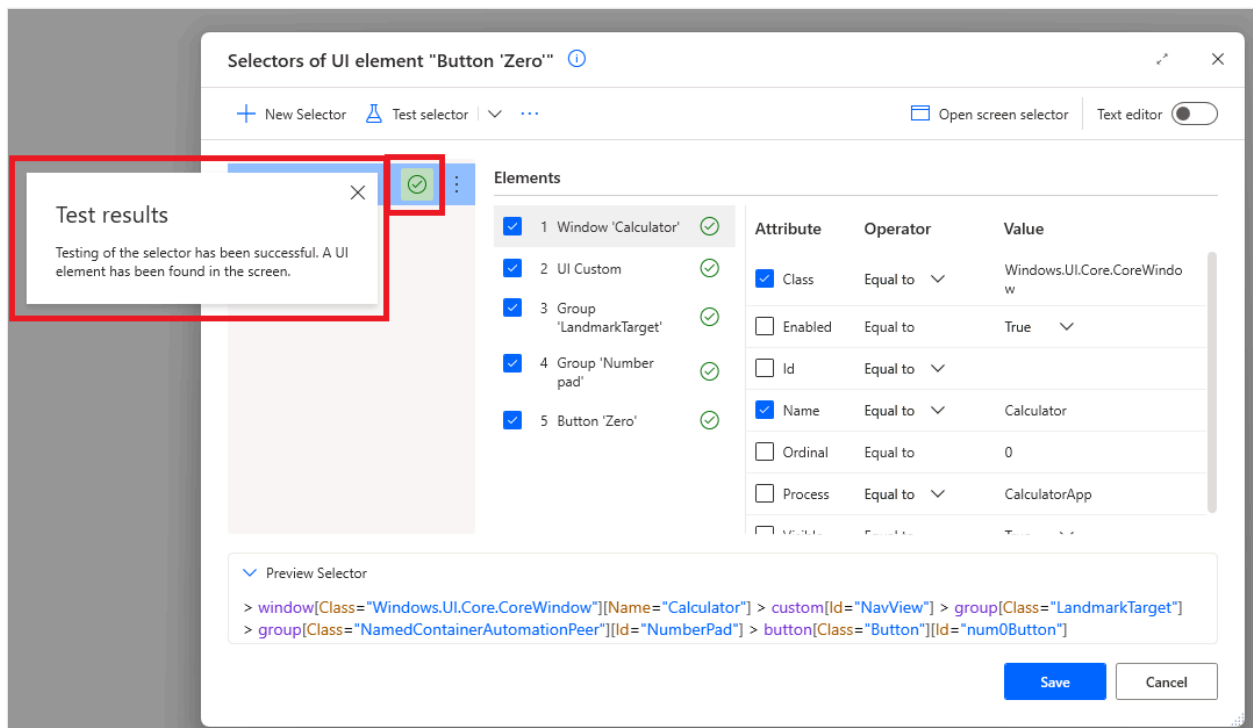 Selectors of UI element "Button 'Zero'"
New Selector
Test selector
Open screen selector
Text editor
Test results
Testing of the selector has been successful. A UI
element has been found in the screen.
Elements
1 Window 'Calculator'
2 UI Custom
3 Group
'LandmarkTarget'
4 Group 'Number
pad'
5 Button 'Zero'
Attribute Operator Value
Class Equal to Windows.UI.Core.CoreWindo
w
Enabled Equal to True
Id Equal to
Name Equal to Calculator
Ordinal Equal to 0
Process Equal to CalculatorApp
Preview Selector
> window[Class="Windows.UI.Core.CoreWindow"][Name="Calculator"] > custom[Id="NavView"] > group[Class="LandmarkTarget"]
> group[Class="NamedContainerAutomationPeer"][Id="NumberPad"] > button[Class="Button"][Id="num0Button"]
Save Cancel